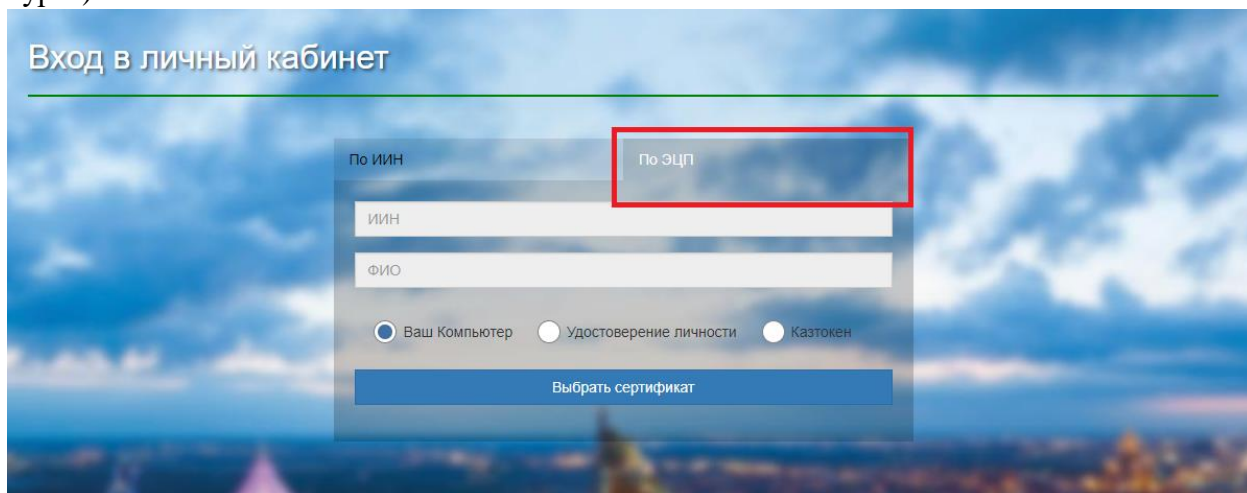 Вход в личный кабинет
По ИИН По ЭЦП
ИИН
ФИО
Ваш Компьютер Удостоверение личности Казтокен
Выбрать сертификат